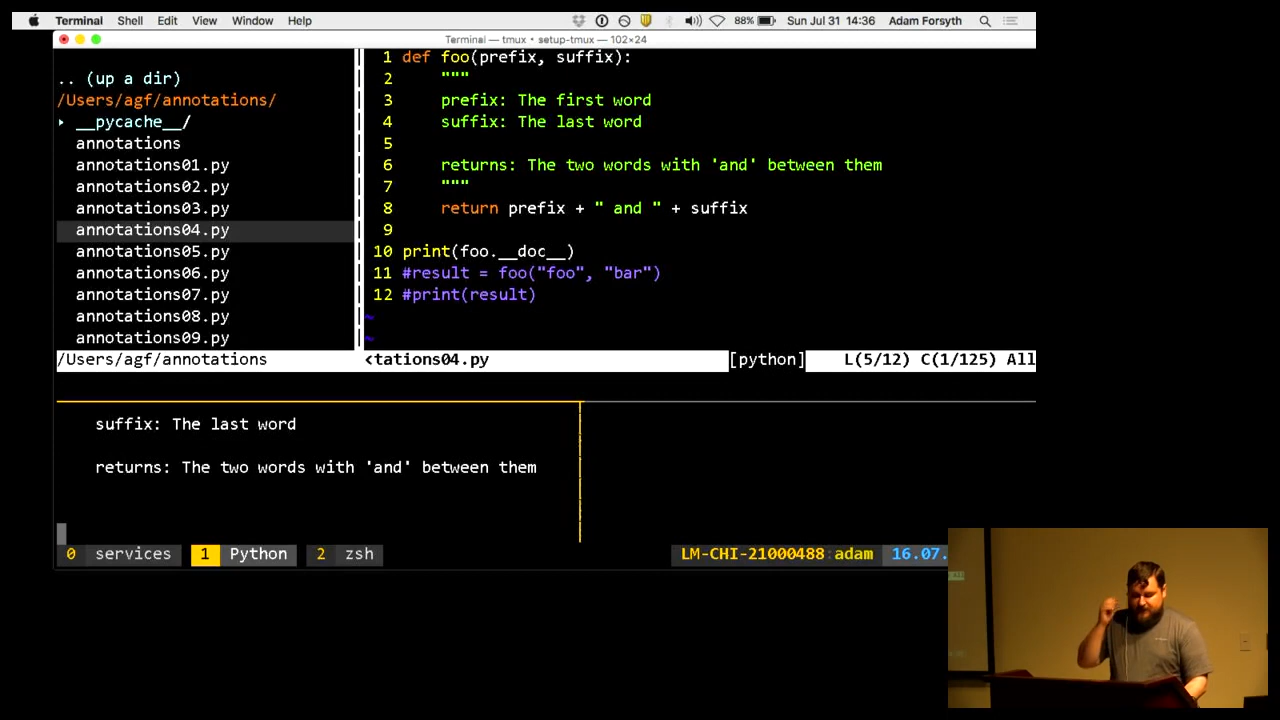 Terminal Shell Edit View Window Help 88% Sun Jul 31 14:36 Adam Forsyth
Terminal — tmux • setup-tmux — 102×24
.. (up a dir)
/Users/agf/annotations/
▸ __pycache__/
annotations
annotations01.py
annotations02.py
annotations03.py
annotations04.py
annotations05.py
annotations06.py
annotations07.py
annotations08.py
annotations09.py
/Users/agf/annotations
1 def foo(prefix, suffix):
2 """
3 prefix: The first word
4 suffix: The last word
5
6 returns: The two words with 'and' between them
7 """
8 return prefix + " and " + suffix
9
10 print(foo.__doc__)
11 #result = foo("foo", "bar")
12 #print(result)
~
~
<tations04.py [python] L(5/12) C(1/125) All
suffix: The last word
returns: The two words with 'and' between them
0 services 1 Python 2 zsh LM-CHI-21000488:adam 16.07.